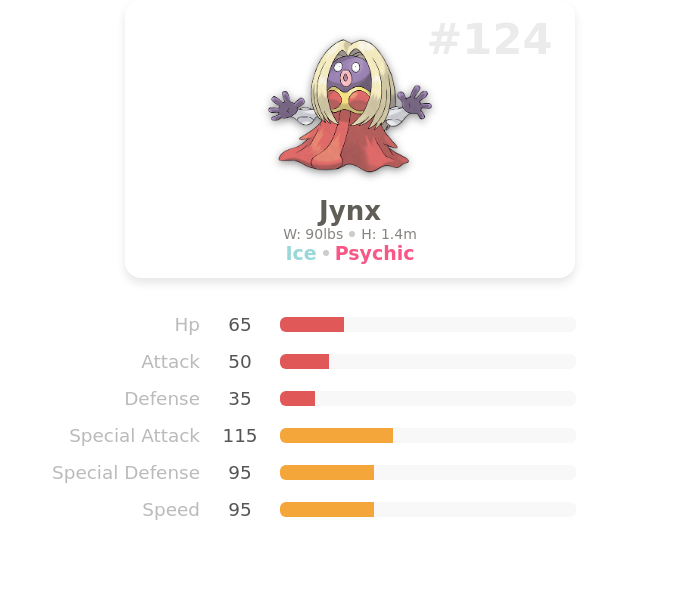 #124
Jynx
W: 90lbs • H: 1.4m
Ice • Psychic
Hp 65
Attack 50
Defense 35
Special Attack 115
Special Defense 95
Speed 95